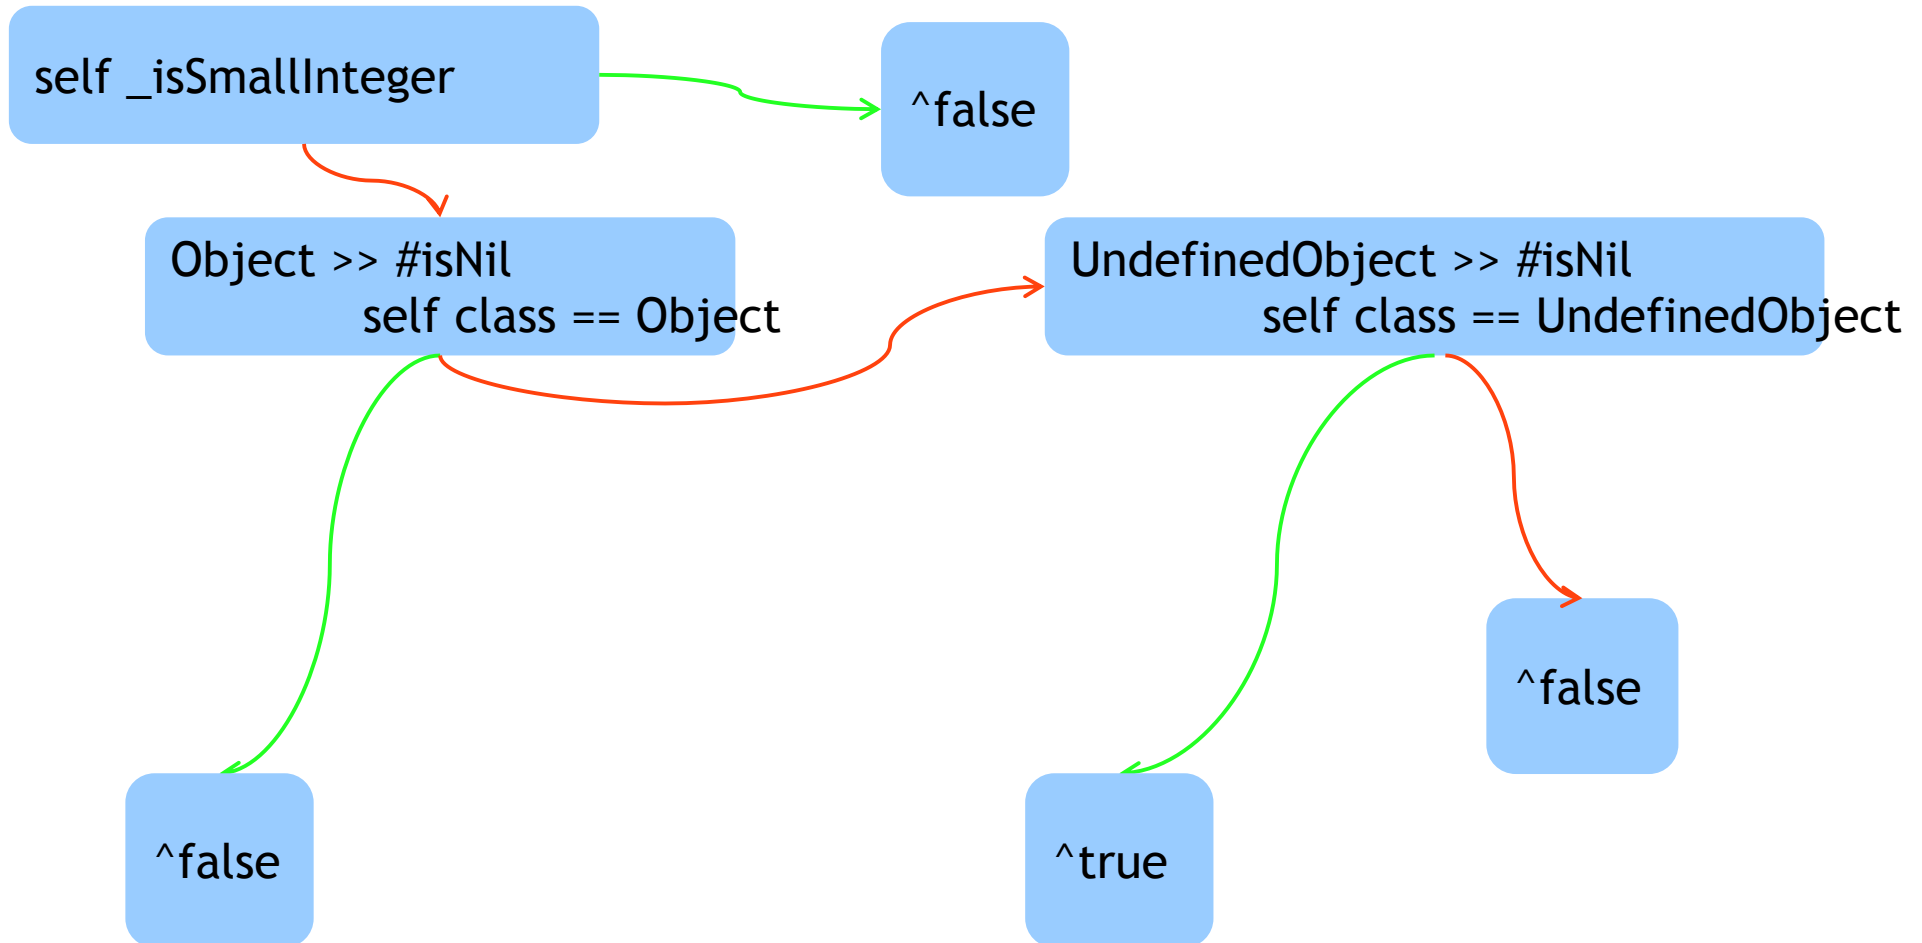 self _isSmallInteger
^false
Object >> #isNil
self class == Object
UndefinedObject >> #isNil
self class == UndefinedObject
^false
^false
^true